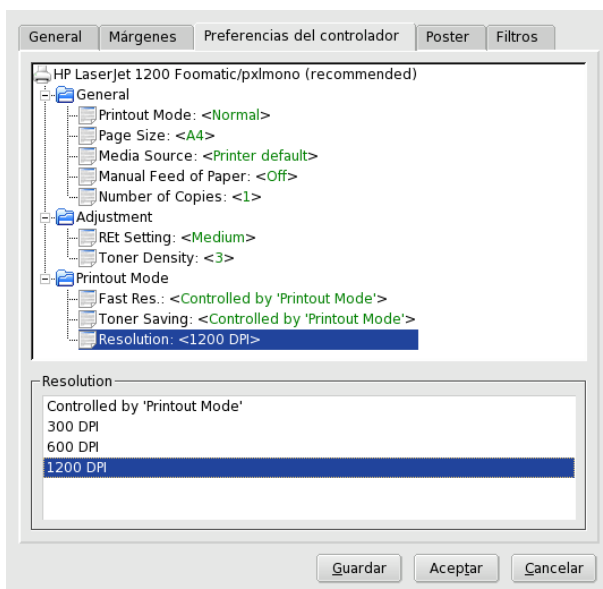 General Márgenes Preferencias del controlador Poster Filtros
HP LaserJet 1200 Foomatic/pxlmono (recommended)
General
Printout Mode: <Normal>
Page Size: <A4>
Media Source: <Printer default>
Manual Feed of Paper: <Off>
Number of Copies: <1>
Adjustment
REt Setting: <Medium>
Toner Density: <3>
Printout Mode
Fast Res.: <Controlled by 'Printout Mode'>
Toner Saving: <Controlled by 'Printout Mode'>
Resolution: <1200 DPI>
Resolution
Controlled by 'Printout Mode'
300 DPI
600 DPI
1200 DPI
Guardar Aceptar Cancelar